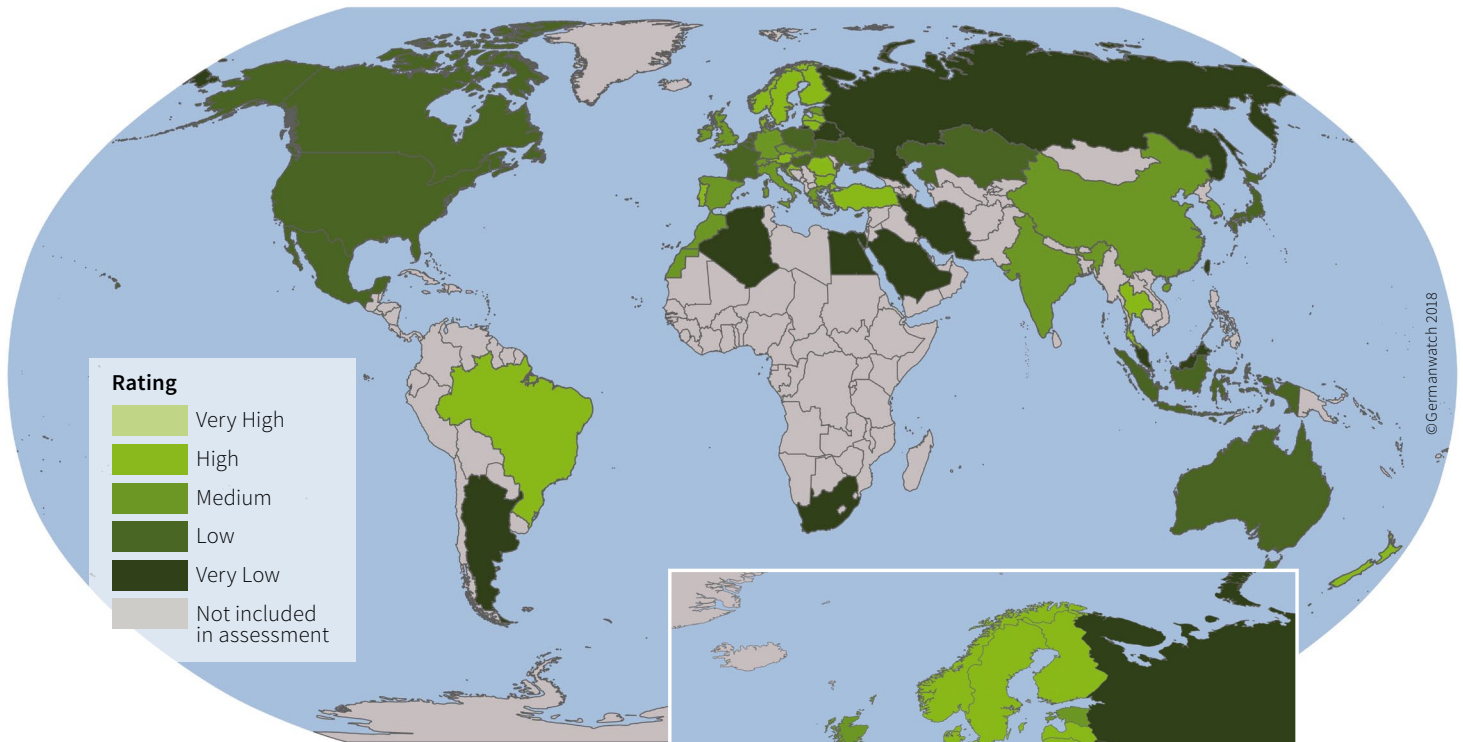 Rating
Very High
High
Medium
Low
Very Low
Not included
in assessment
©Germanwatch 2018